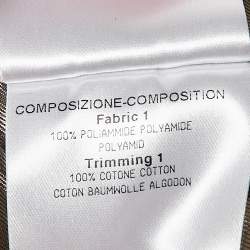 COMPOSIZIONE-COMPOSITION
Fabric 1
100% POLIAMMIDE POLYAMIDE
POLYAMID
Trimming 1
100% COTONE COTTON
COTON BAUMWOLLE ALGODON